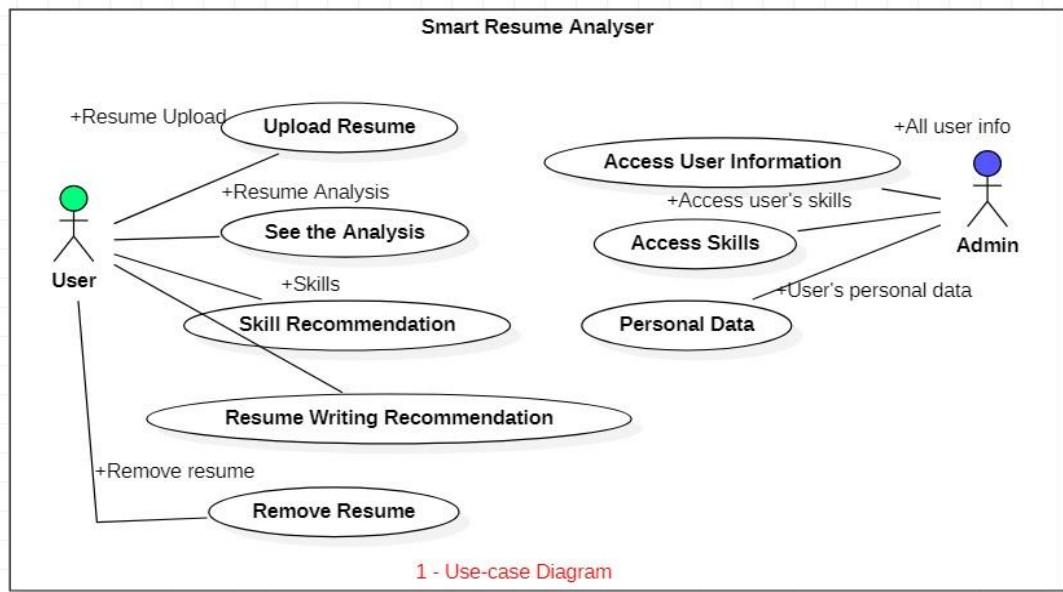 Smart Resume Analyser
+Resume Upload
Upload Resume
+Resume Analysis
See the Analysis
User
+Skills
Skill Recommendation
Resume Writing Recommendation
+Remove resume
Remove Resume
+All user info
Access User Information
+Access user's skills
Access Skills
Admin
+User's personal data
Personal Data
1 - Use-case Diagram